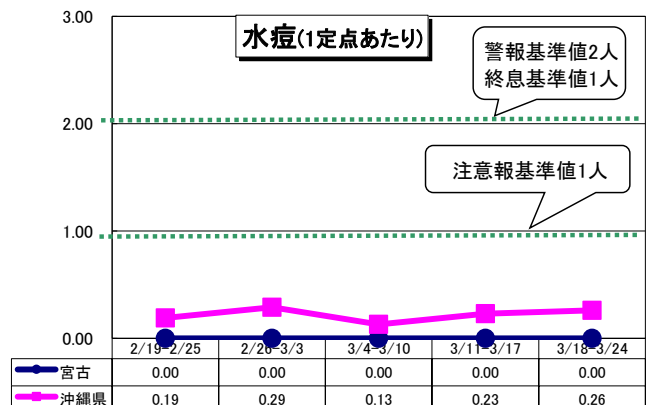 水痘(1定点あたり)
警報基準値2人
終息基準値1人
注意報基準値1人
3.00
2.00
1.00
0.00
2/19-2/25 2/26-3/3 3/4-3/10 3/11-3/17 3/18-3/24
宮古 0.00 0.00 0.00 0.00 0.00
沖縄県 0.19 0.29 0.13 0.23 0.26